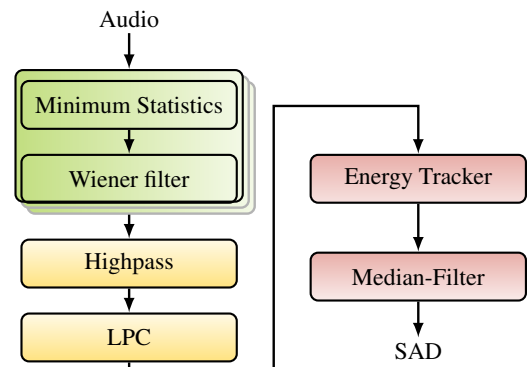 Audio
Minimum Statistics
Wiener filter
Highpass
LPC
Energy Tracker
Median-Filter
SAD